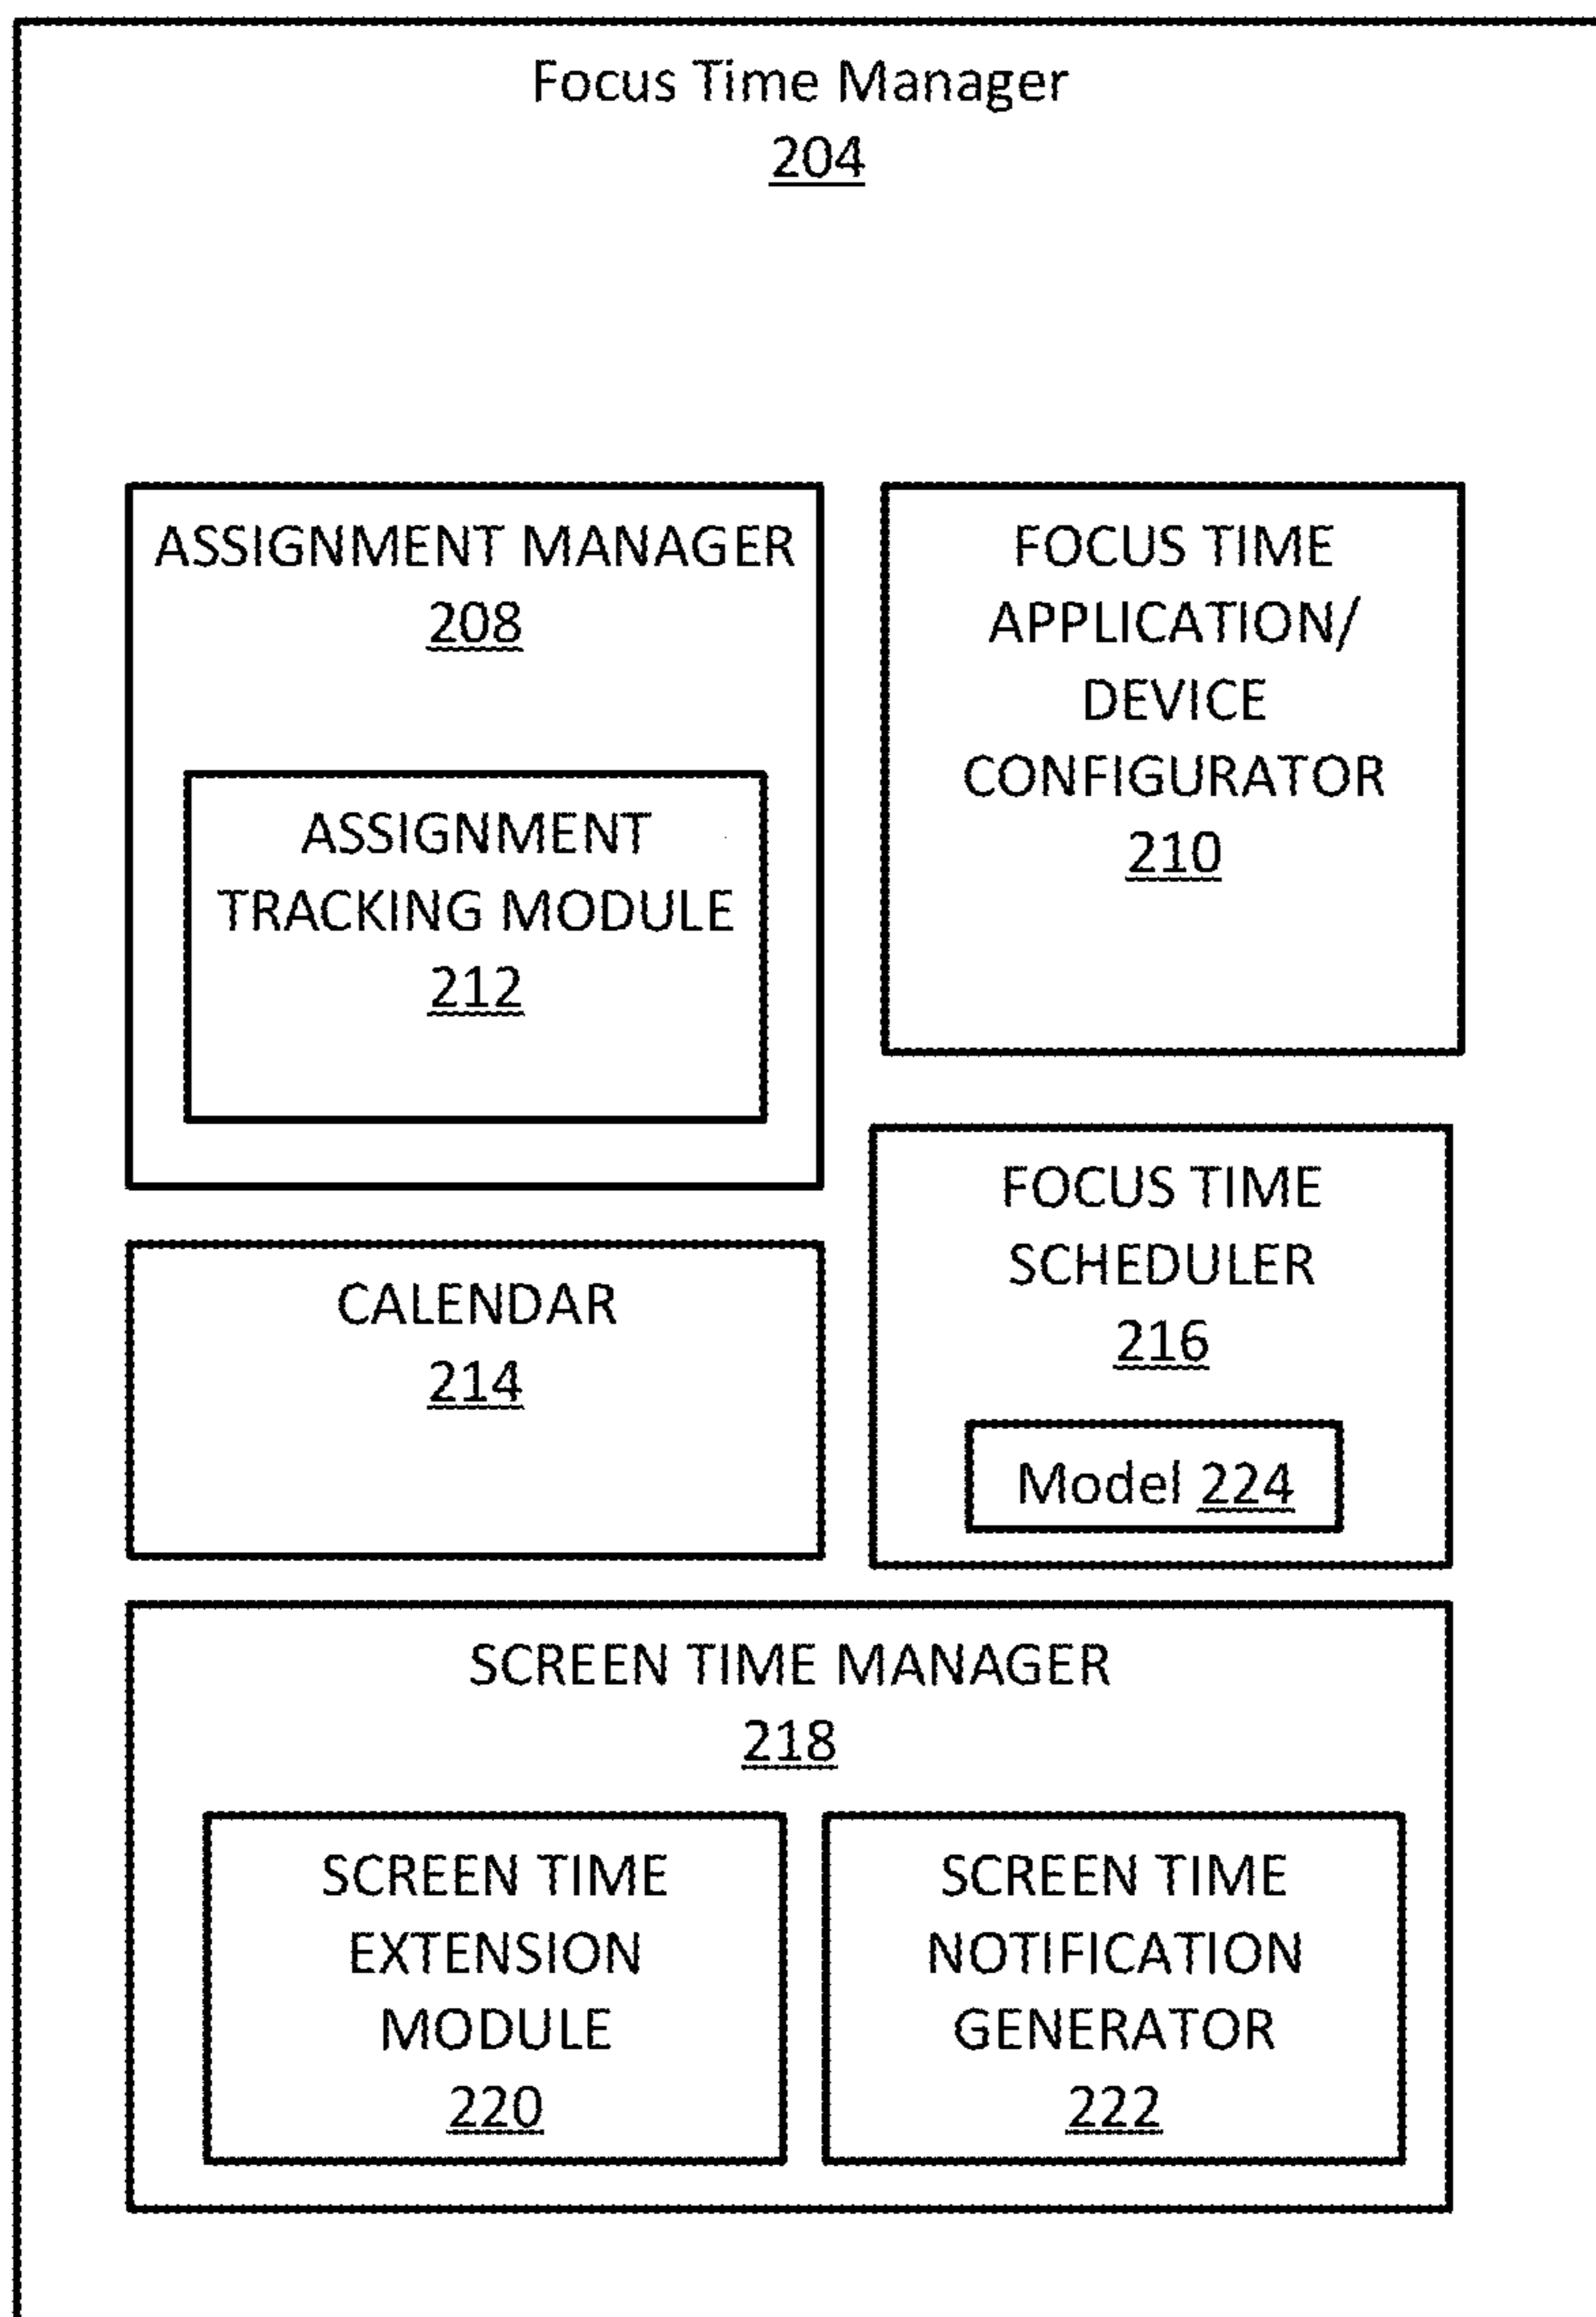 Focus Time Manager
204
ASSIGNMENT MANAGER
208
ASSIGNMENT
TRACKING MODULE
212
FOCUS TIME
APPLICATION/
DEVICE
CONFIGURATOR
210
CALENDAR
214
FOCUS TIME
SCHEDULER
216
Model 224
SCREEN TIME MANAGER
218
SCREEN TIME
EXTENSION
MODULE
220
SCREEN TIME
NOTIFICATION
GENERATOR
222